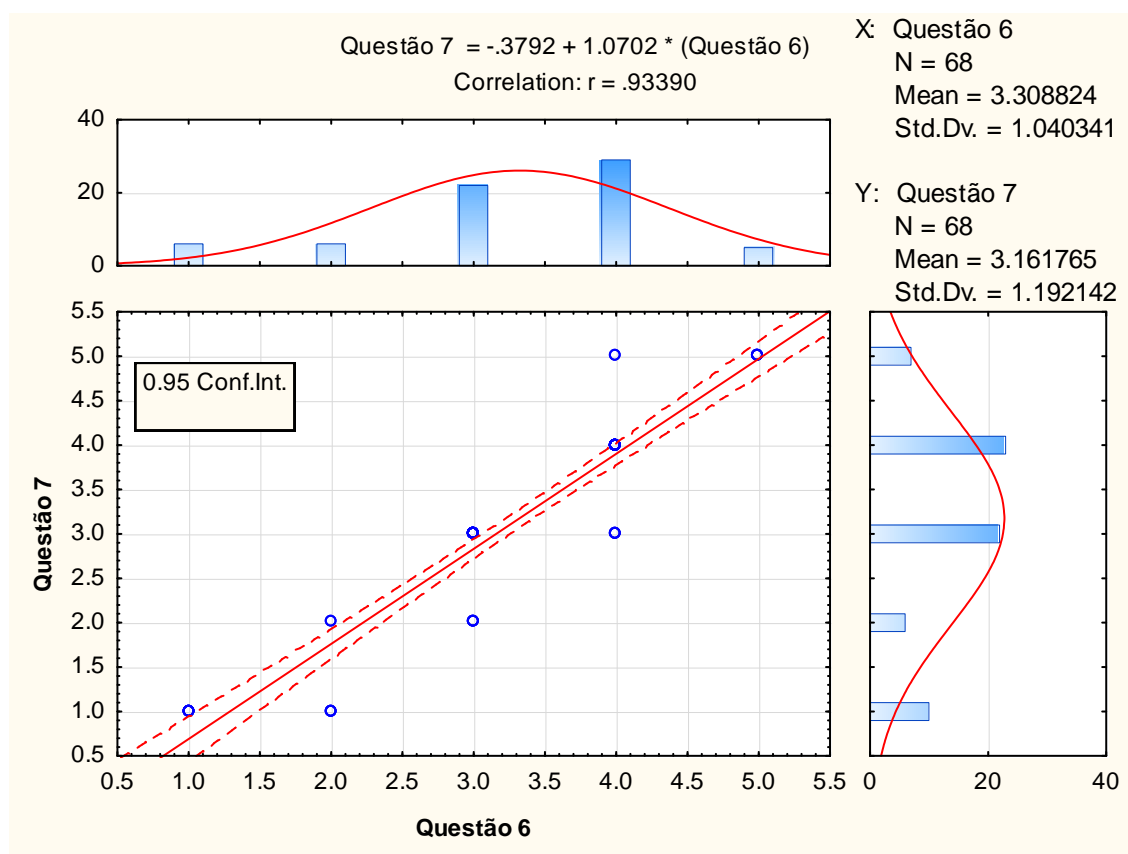 Questão 7 = -.3792 + 1.0702 * (Questão 6)
Correlation: r = .93390
X: Questão 6
N = 68
Mean = 3.308824
Std.Dv. = 1.040341
Y: Questão 7
N = 68
Mean = 3.161765
Std.Dv. = 1.192142
40
20
0
5.5
5.0
4.5
4.0
3.5
3.0
2.5
2.0
1.5
1.0
0.5
0.95 Conf.Int.
Questão 7
0.5 1.0 1.5 2.0 2.5 3.0 3.5 4.0 4.5 5.0 5.5
Questão 6
0 20 40